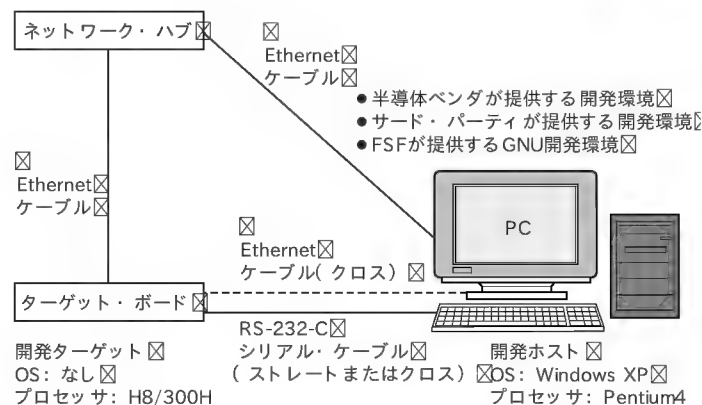 ネットワーク・ハブ
Ethernet
ケーブル
●半導体ベンダが提供する開発環境
●サード・パーティが提供する開発環境
●FSFが提供するGNU開発環境
Ethernet
ケーブル
PC
Ethernet
ケーブル(クロス)
ターゲット・ボード
RS-232-C
シリアル・ケーブル
(ストレートまたはクロス)
開発ターゲット
OS:なし
プロセッサ:H8/300H
開発ホスト
OS:Windows XP
プロセッサ:Pentium4